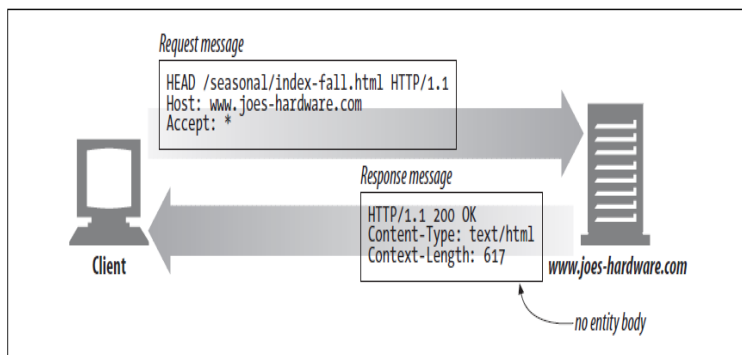 Request message
HEAD /seasonal/index-fall.html HTTP/1.1
Host: www.joes-hardware.com
Accept: *
Response message
HTTP/1.1 200 OK
Content-Type: text/html
Context-Length: 617
Client
www.joes-hardware.com
no entity body